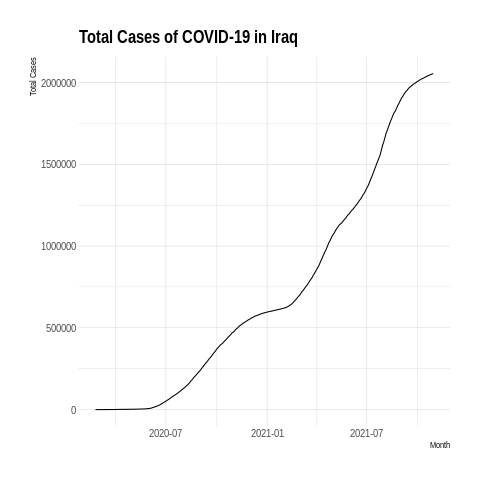 Total Cases of COVID-19 in Iraq
Total Cases
2000000
1500000
1000000
500000
0
2020-07 2021-01 2021-07
Month